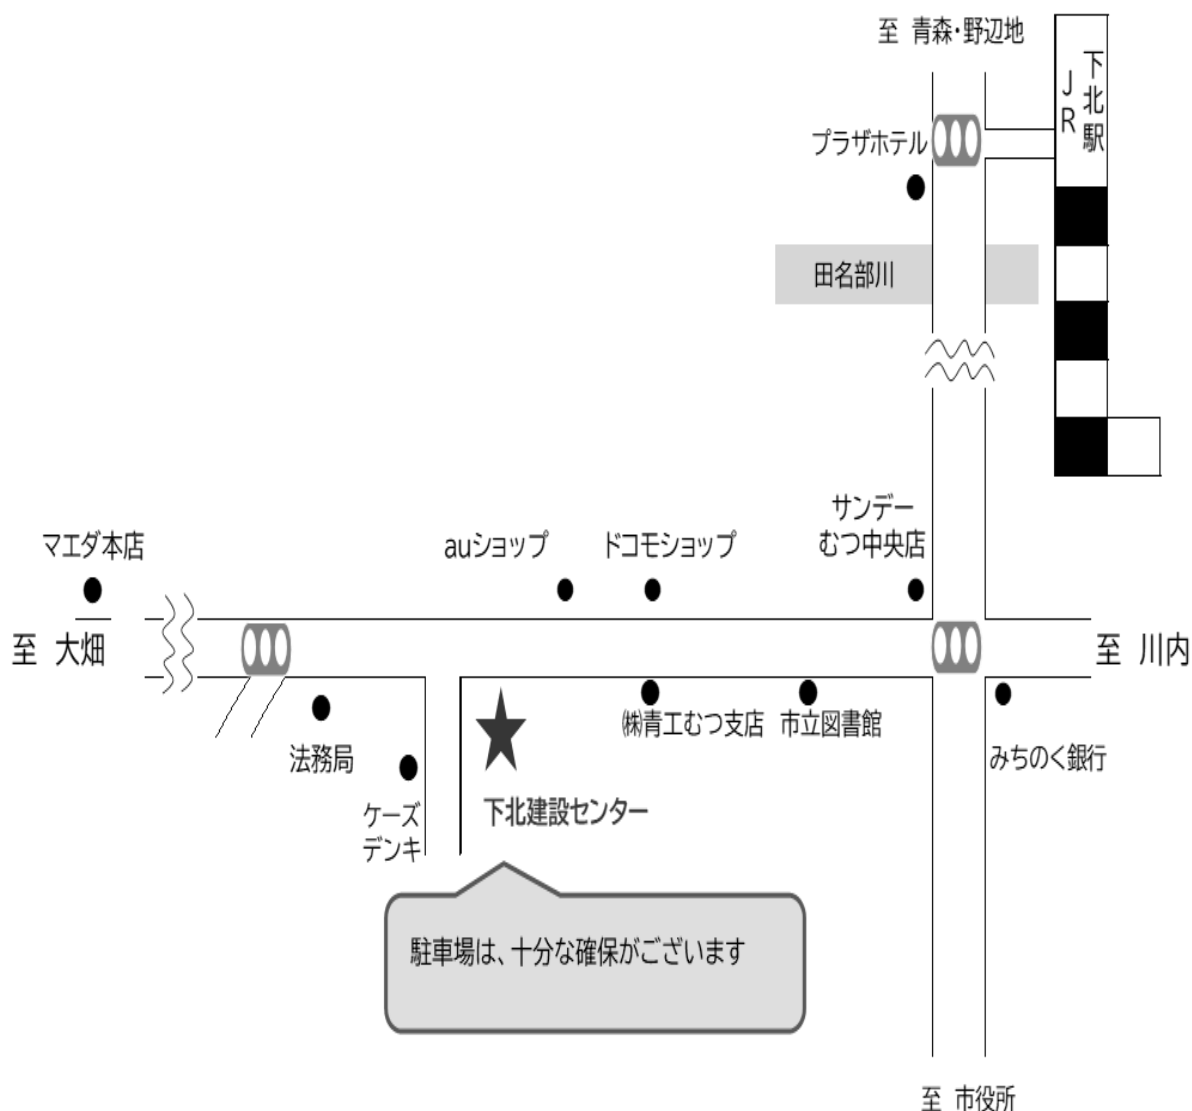 至 青森・野辺地
JR
下北駅
プラザホテル
田名部川
サンデー
むつ中央店
マエダ本店
auショップ
ドコモショップ
至 大畑
至 川内
㈱青工むつ支店
市立図書館
法務局
みちのく銀行
ケーズ
デンキ
下北建設センター
駐車場は、十分な確保がございます
至 市役所